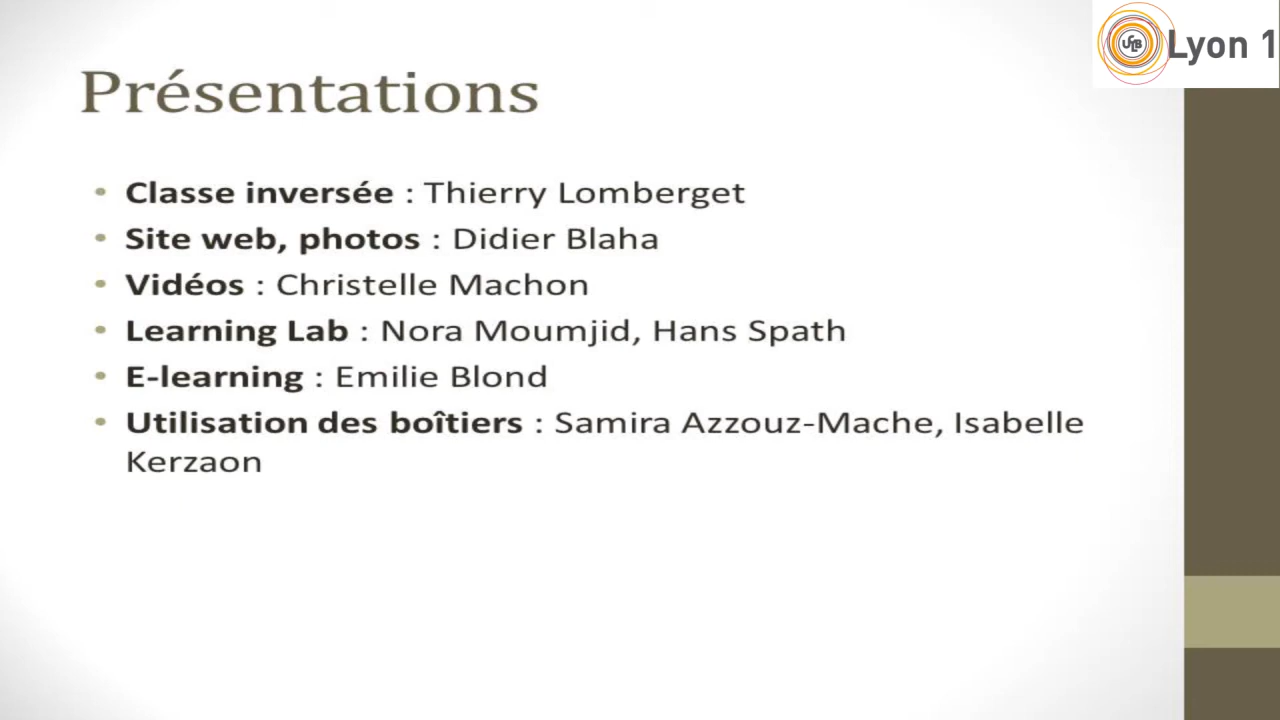 Lyon 1
Présentations
• Classe inversée : Thierry Lomberget
• Site web, photos : Didier Blaha
• Vidéos : Christelle Machon
• Learning Lab : Nora Moumjid, Hans Spath
• E-learning : Emilie Blond
• Utilisation des boîtiers : Samira Azzouz-Mache, Isabelle
Kerzaon